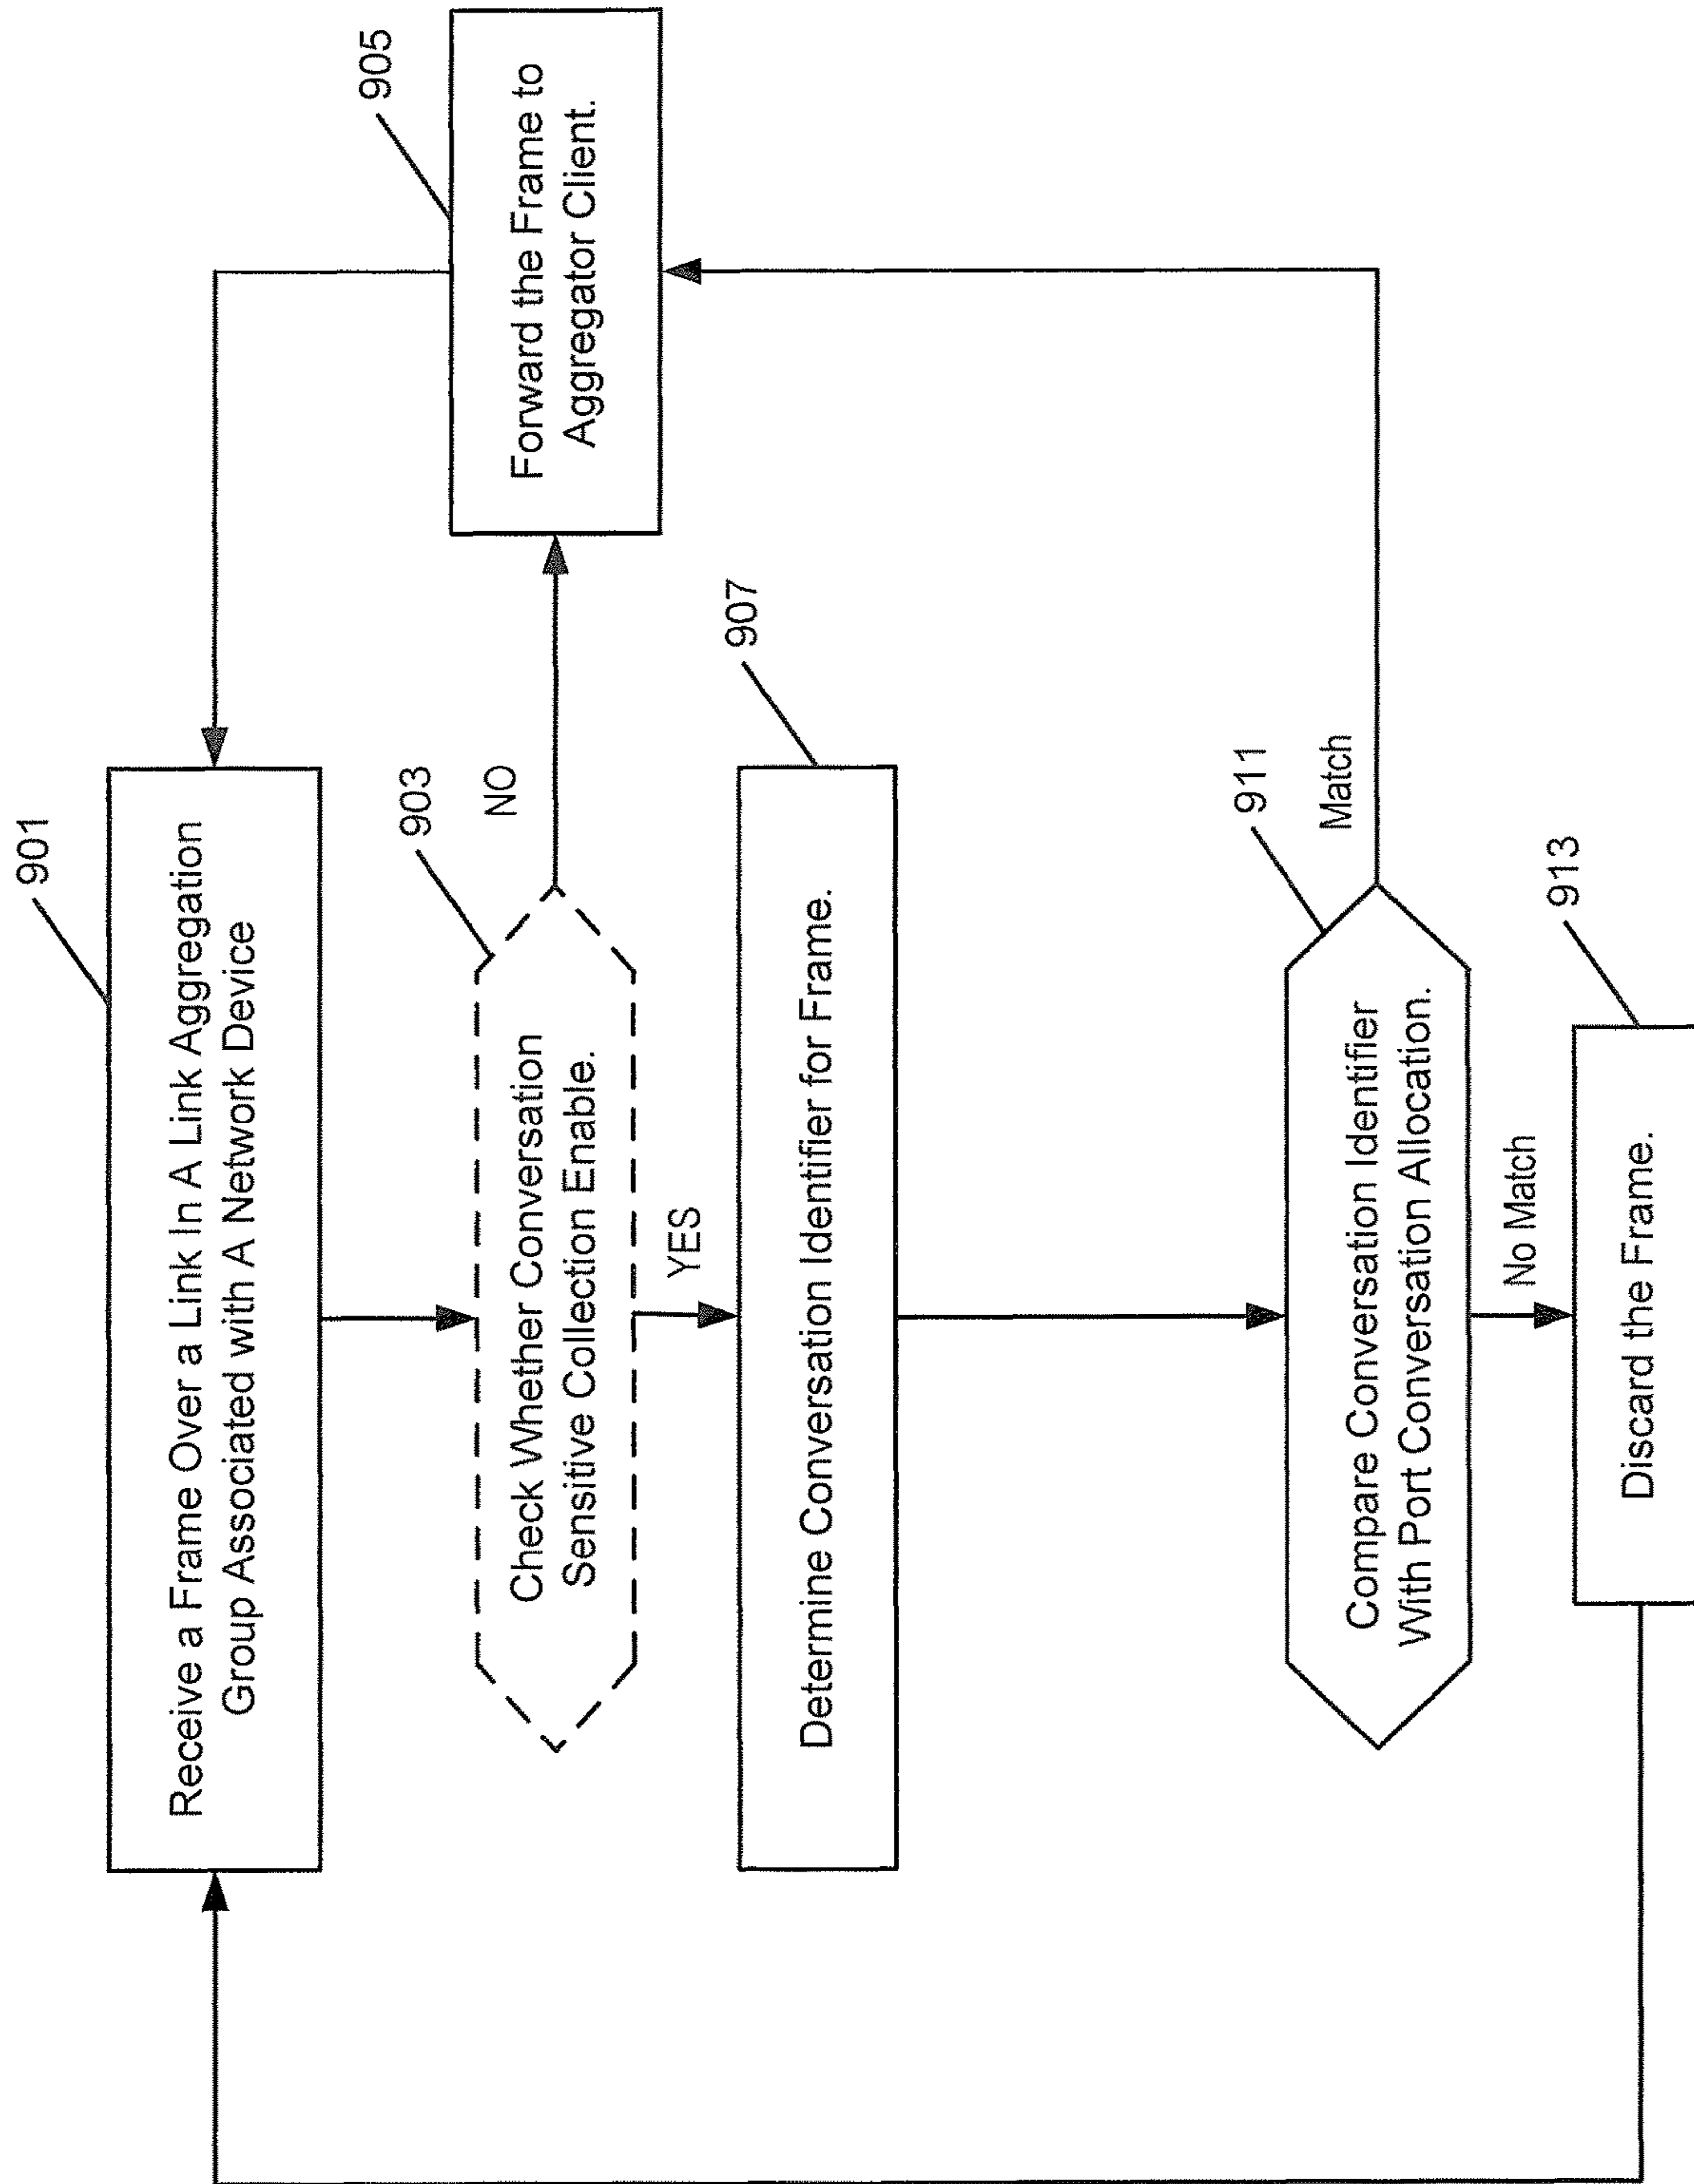 901
Receive a Frame Over a Link In A Link Aggregation
Group Associated with A Network Device
903
Check Whether Conversation
Sensitive Collection Enable.
NO
905
Forward the Frame to
Aggregator Client.
YES
907
Determine Conversation Identifier for Frame.
911
Compare Conversation Identifier
With Port Conversation Allocation.
Match
No Match
913
Discard the Frame.